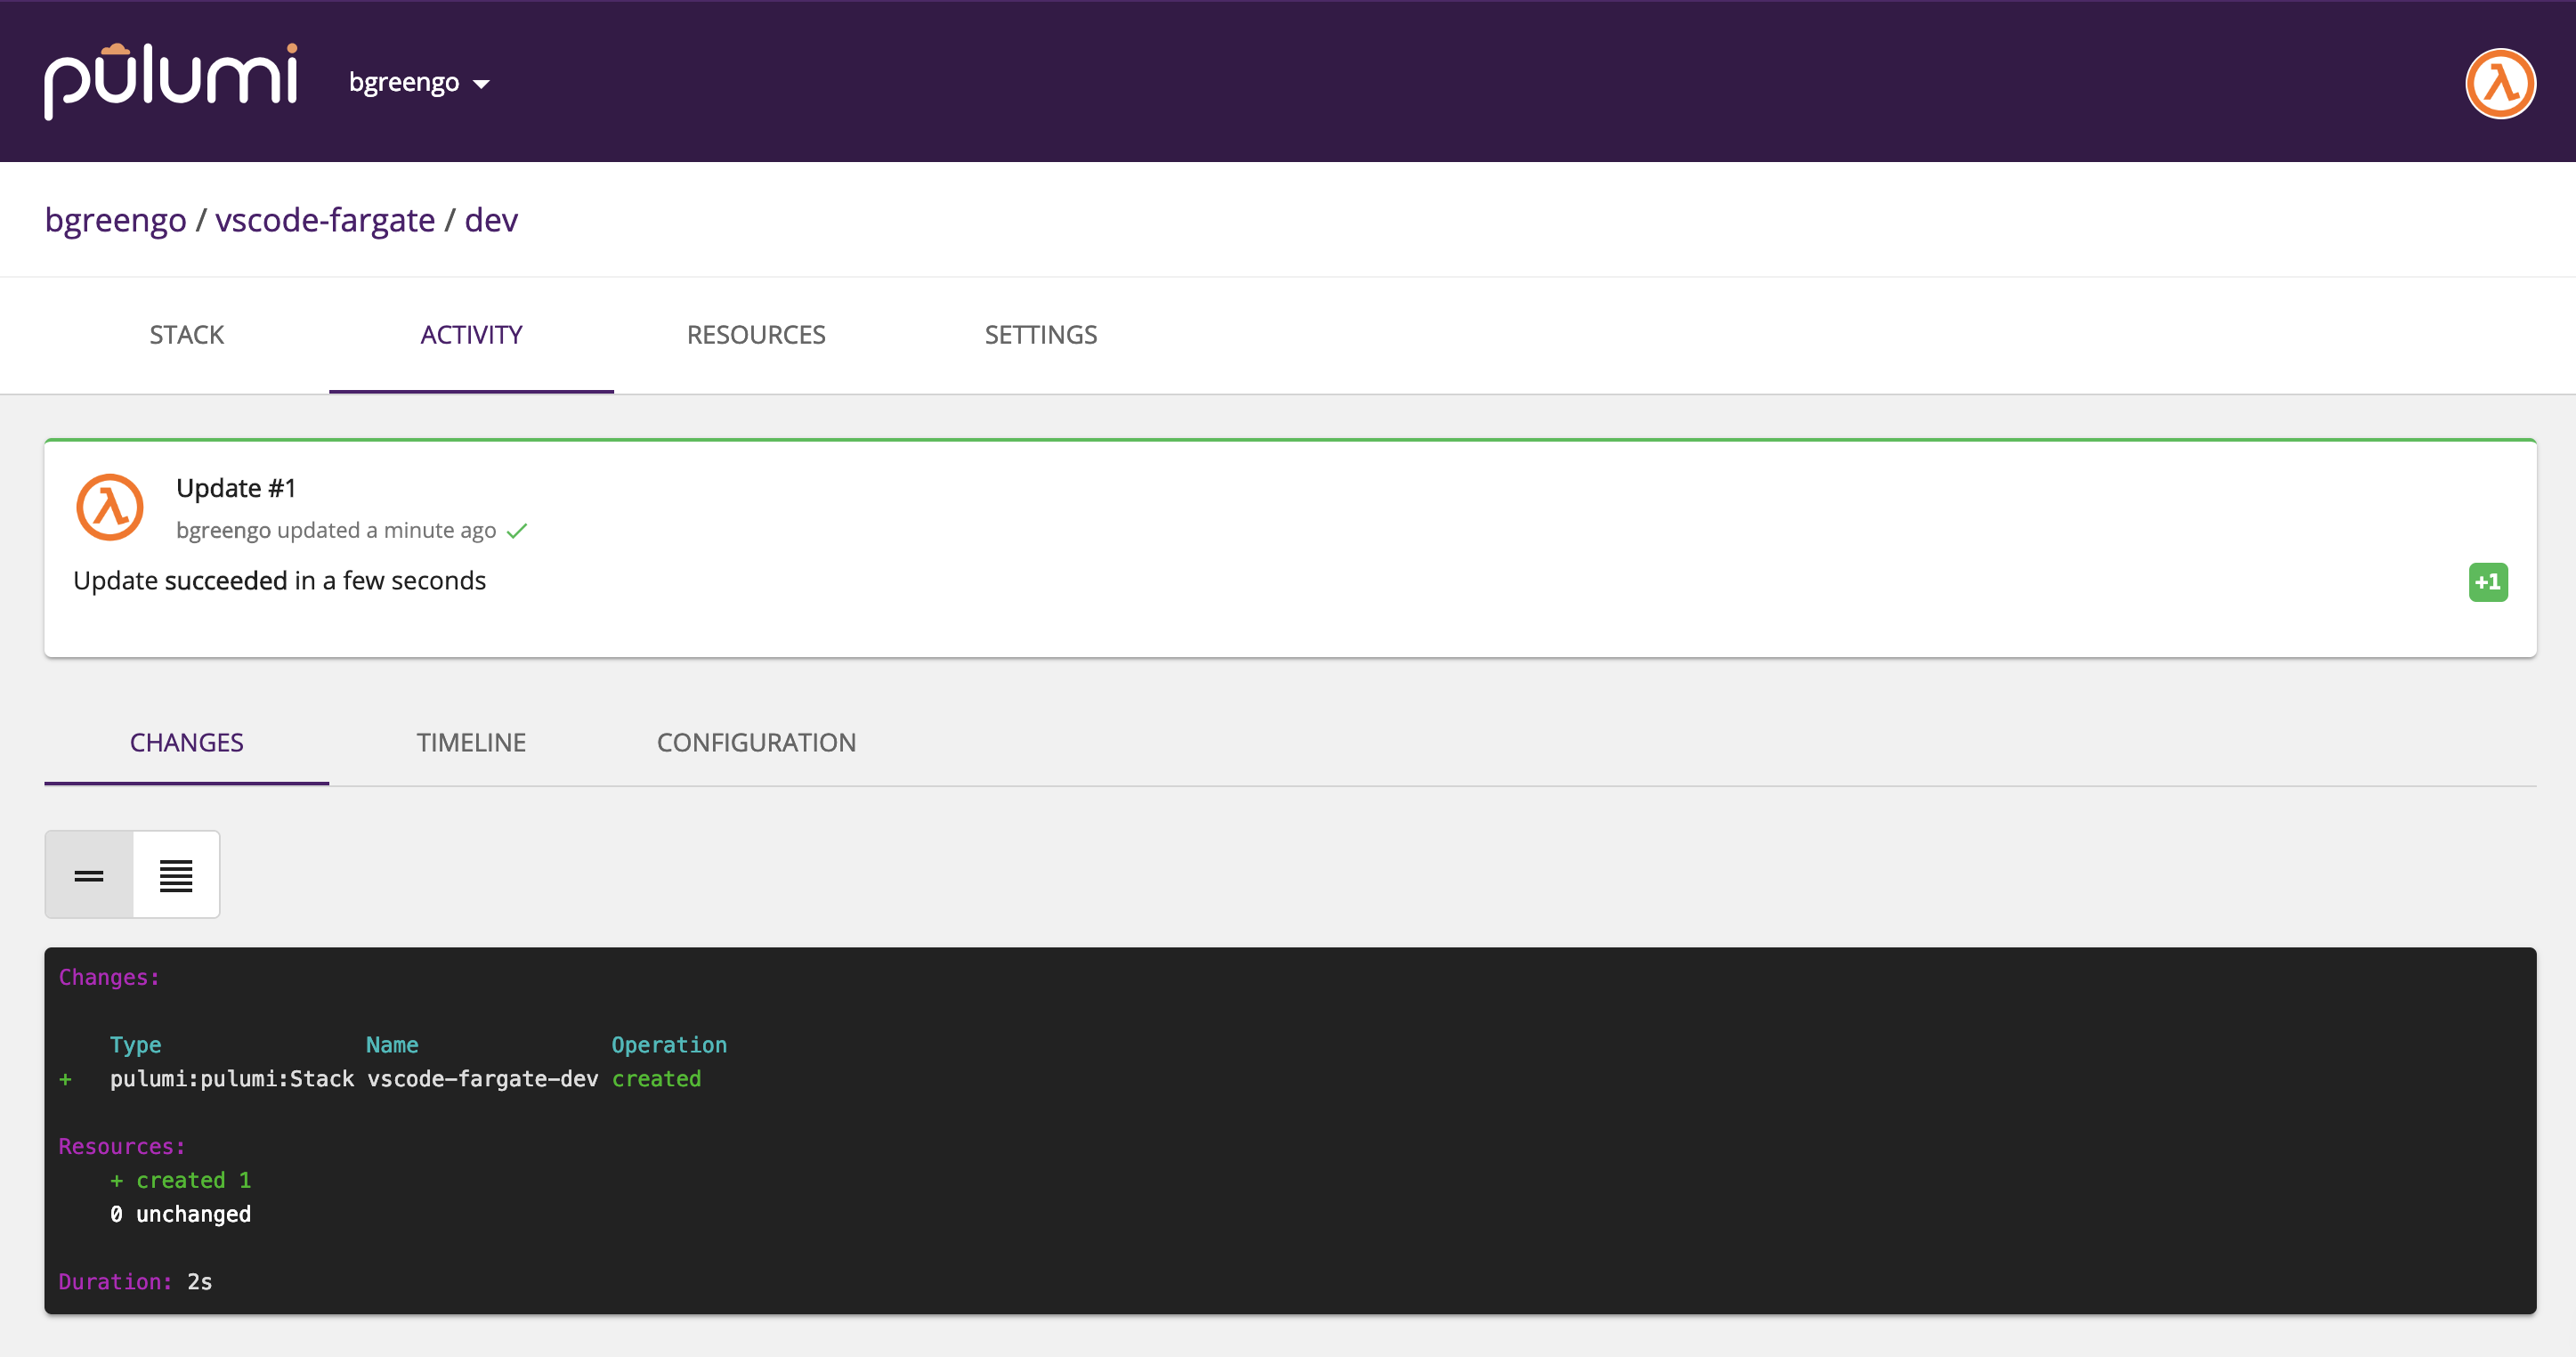 pulumi bgreengo
bgreengo / vscode-fargate / dev
STACK ACTIVITY RESOURCES SETTINGS
Update #1
bgreengo updated a minute ago
Update succeeded in a few seconds
+1
CHANGES TIMELINE CONFIGURATION
Changes:
Type Name Operation
+ pulumi:pulumi:Stack vscode-fargate-dev created
Resources:
+ created 1
0 unchanged
Duration: 2s